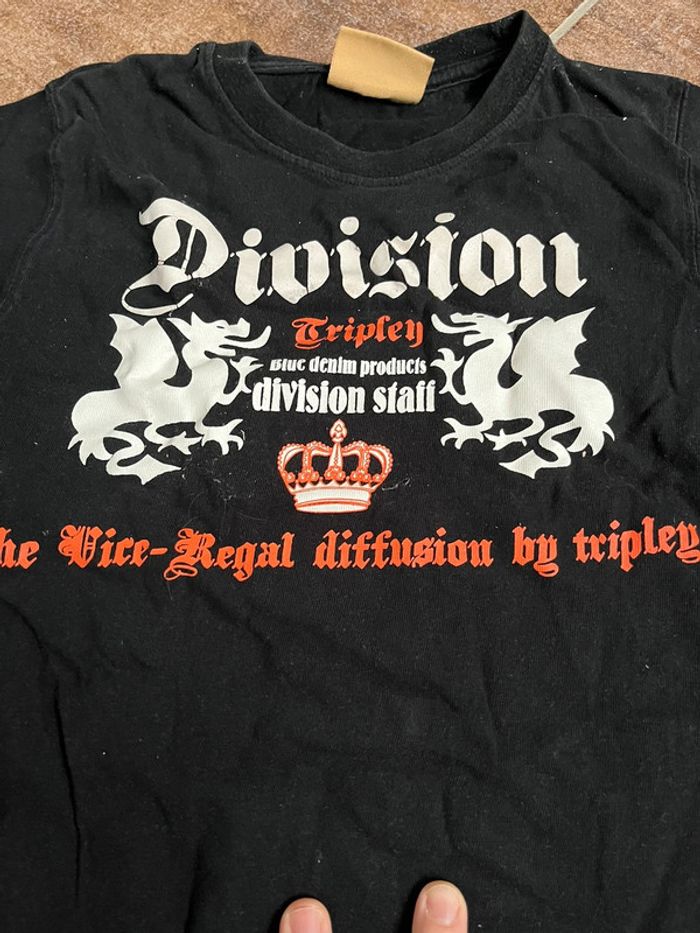 Division
Tripley
Blue denim products
division staff
he Vice-Regal diffusion by tripley